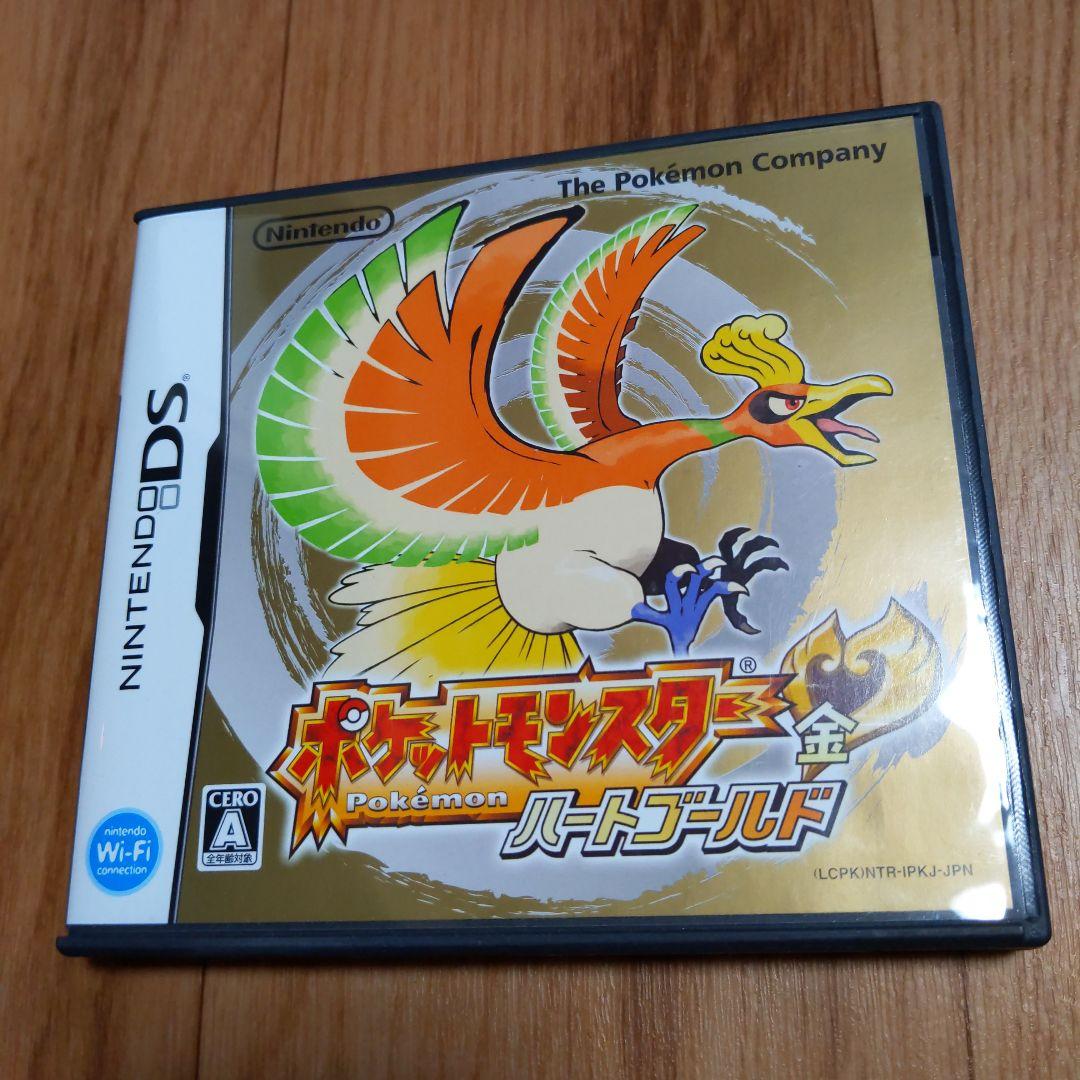 The Pokémon Company
Nintendo®
NINTENDO DS®
ポケットモンスター®
Pokémon
金
ハートゴールド
CERO
A
全年齢対象
nintendo
Wi-Fi
connection
(LCPK)NTR-IPKJ-JPN